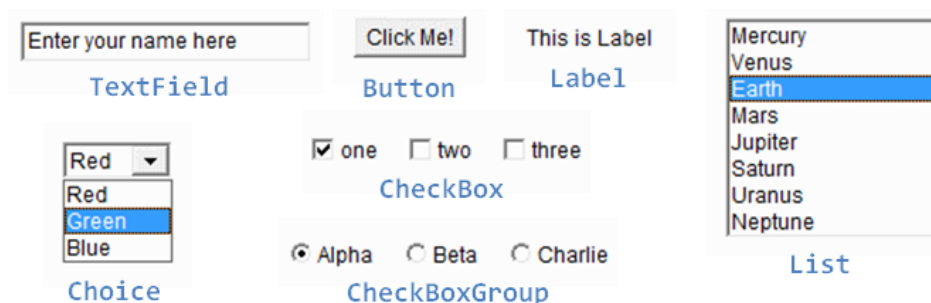 Enter your name here
TextField
Click Me!
Button
This is Label
Label
Mercury
Venus
Earth
Mars
Jupiter
Saturn
Uranus
Neptune
List
Red
Red
Green
Blue
Choice
one two three
CheckBox
Alpha Beta Charlie
CheckBoxGroup